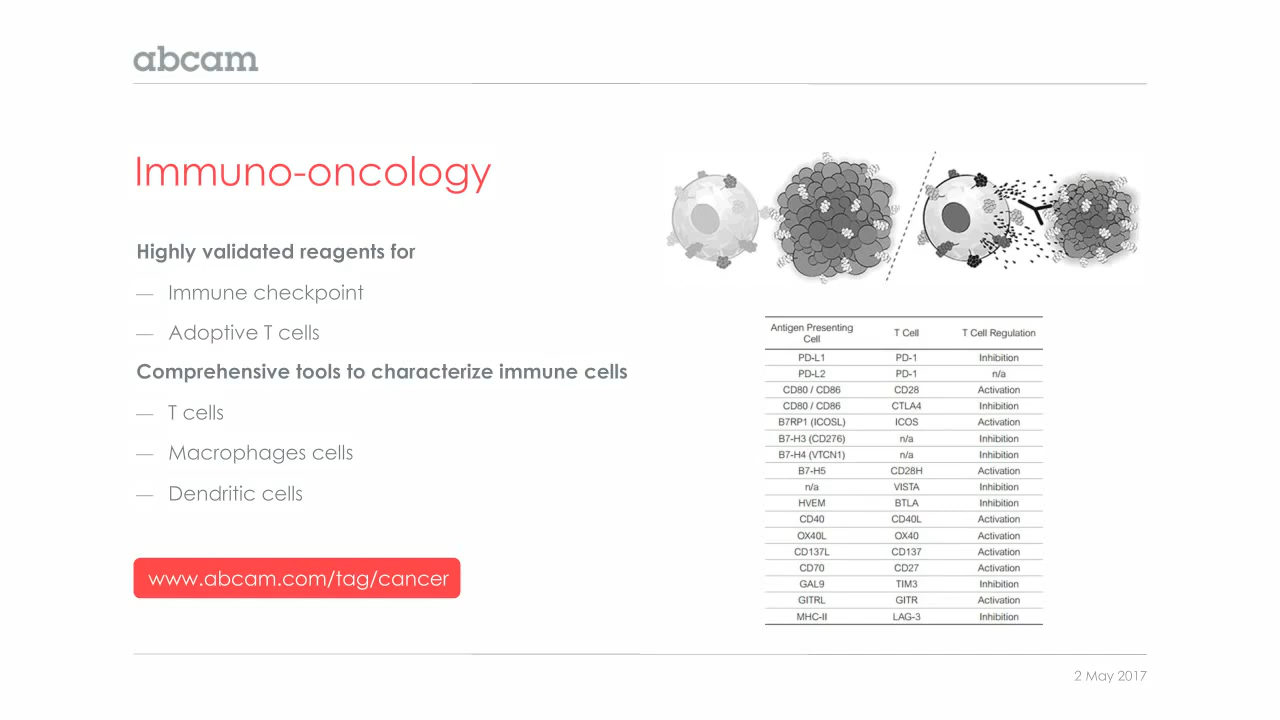 abcam
Immuno-oncology
Highly validated reagents for
— Immune checkpoint
— Adoptive T cells
Comprehensive tools to characterize immune cells
— T cells
— Macrophages cells
— Dendritic cells
www.abcam.com/tag/cancer
Antigen Presenting Cell T Cell T Cell Regulation
PD-L1 PD-1 Inhibition
PD-L2 PD-1 n/a
CD80 / CD86 CD28 Activation
CD80 / CD86 CTLA4 Inhibition
B7RP1 (ICOSL) ICOS Activation
B7-H3 (CD276) n/a Inhibition
B7-H4 (VTCN1) n/a Inhibition
B7-H5 CD28H Activation
n/a VISTA Inhibition
HVEM BTLA Inhibition
CD40 CD40L Activation
OX40L OX40 Activation
CD137L CD137 Activation
CD70 CD27 Activation
GAL9 TIM3 Inhibition
GITRL GITR Activation
MHC-II LAG-3 Inhibition
2 May 2017